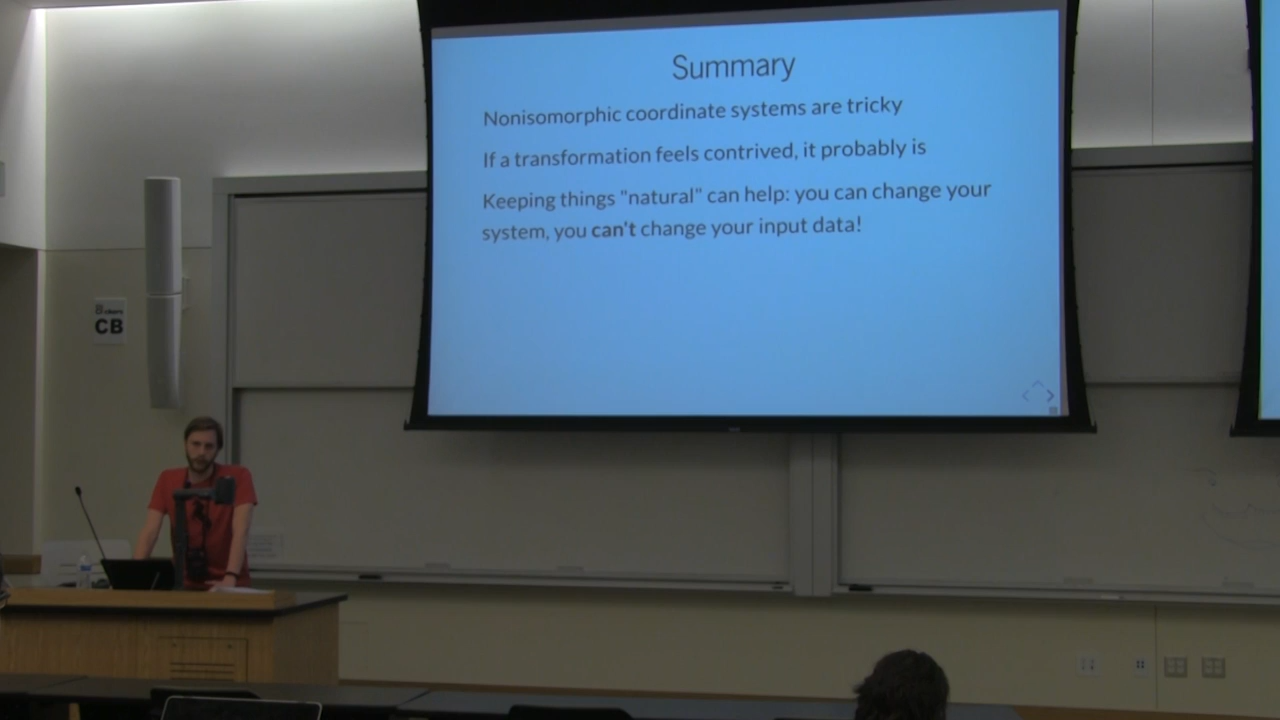 Summary
Nonisomorphic coordinate systems are tricky
If a transformation feels contrived, it probably is
Keeping things "natural" can help: you can change your
system, you can't change your input data!
CB